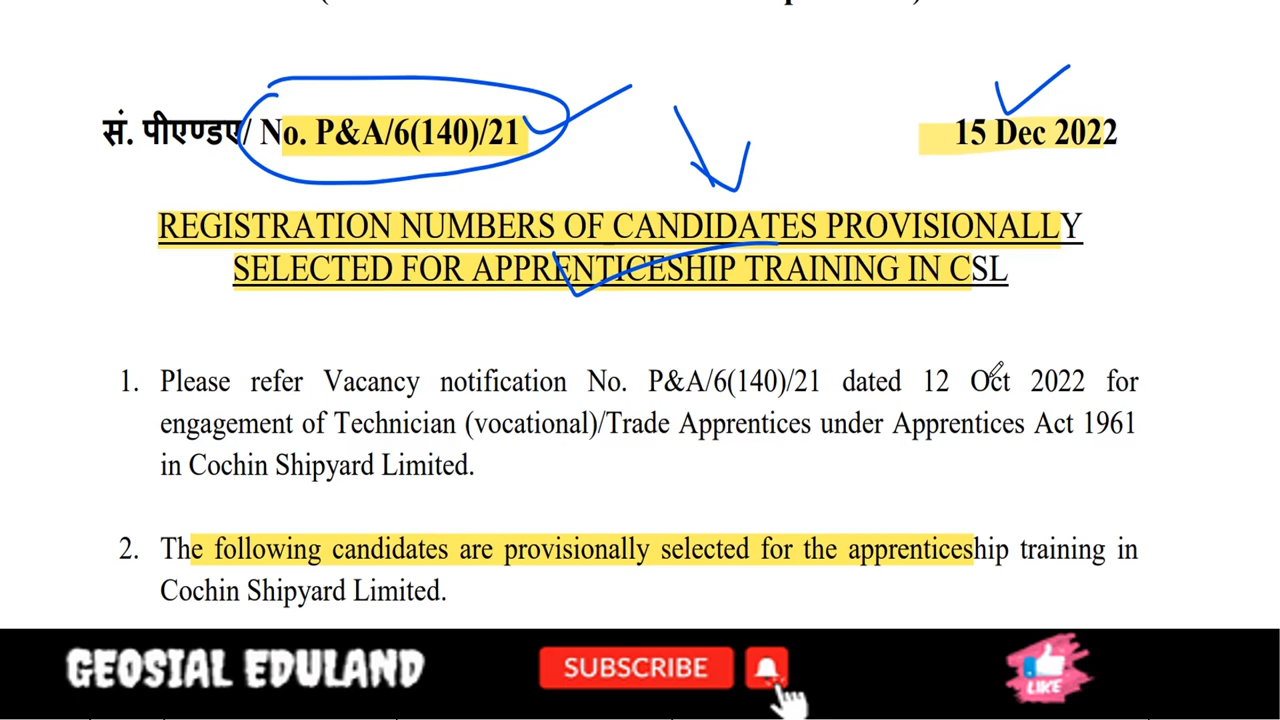 सं. पीएण्डए/ No. P&A/6(140)/21 15 Dec 2022
REGISTRATION NUMBERS OF CANDIDATES PROVISIONALLY
SELECTED FOR APPRENTICESHIP TRAINING IN CSL
1. Please refer Vacancy notification No. P&A/6(140)/21 dated 12 Oct 2022 for
engagement of Technician (vocational)/Trade Apprentices under Apprentices Act 1961
in Cochin Shipyard Limited.
2. The following candidates are provisionally selected for the apprenticeship training in
Cochin Shipyard Limited.
GEOSIAL EDULAND SUBSCRIBE LIKE